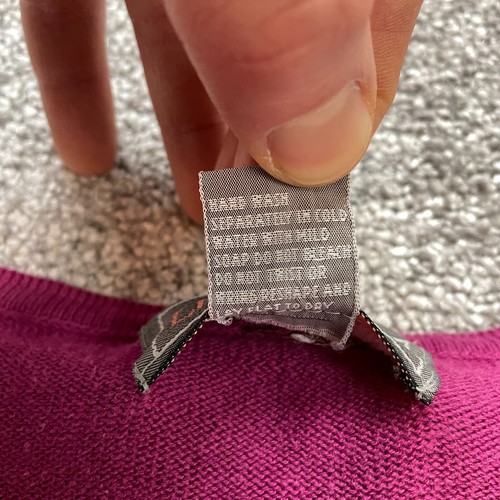 HAND WASH
SEPARATELY IN COLD
WATER WITH MILD
SOAP DO NOT BLEACH
DO NOT TWIST OR
RESHAPE AND
FLAT TO DRY